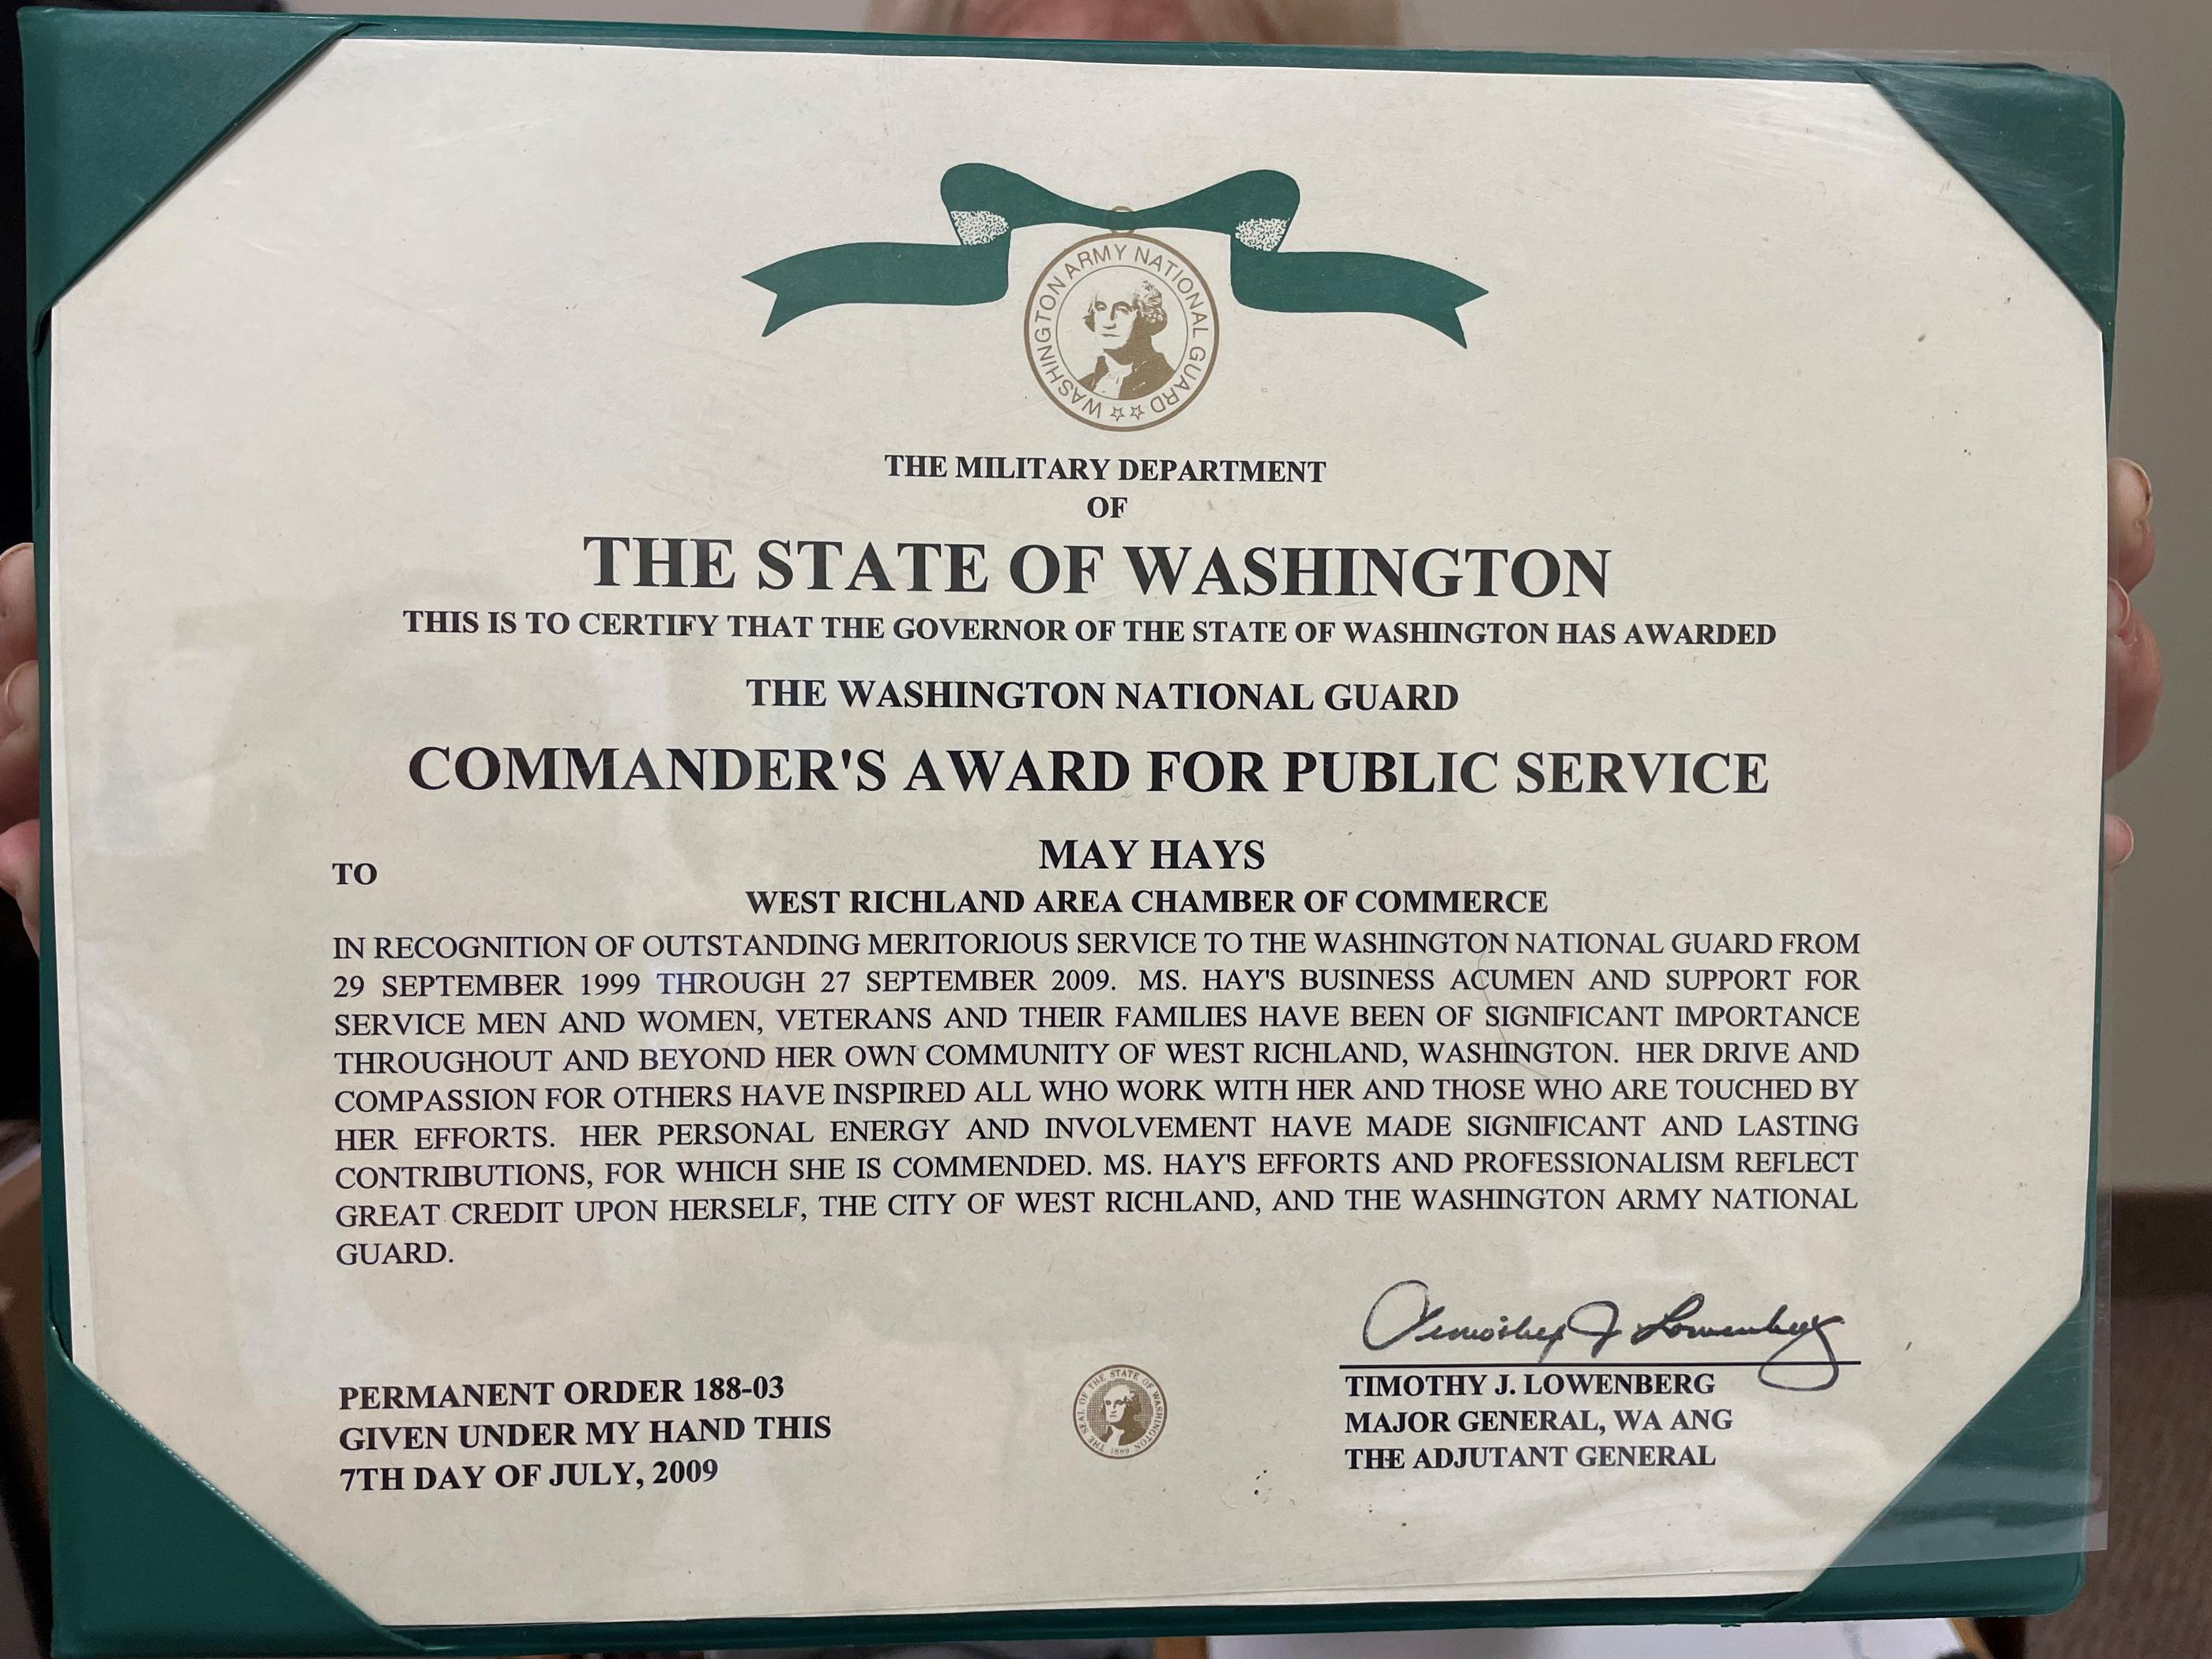 WASHINGTON ARMY NATIONAL GUARD
THE MILITARY DEPARTMENT
OF
THE STATE OF WASHINGTON
THIS IS TO CERTIFY THAT THE GOVERNOR OF THE STATE OF WASHINGTON HAS AWARDED
THE WASHINGTON NATIONAL GUARD
COMMANDER'S AWARD FOR PUBLIC SERVICE
TO
MAY HAYS
WEST RICHLAND AREA CHAMBER OF COMMERCE
IN RECOGNITION OF OUTSTANDING MERITORIOUS SERVICE TO THE WASHINGTON NATIONAL GUARD FROM
29 SEPTEMBER 1999 THROUGH 27 SEPTEMBER 2009. MS. HAY'S BUSINESS ACUMEN AND SUPPORT FOR
SERVICE MEN AND WOMEN, VETERANS AND THEIR FAMILIES HAVE BEEN OF SIGNIFICANT IMPORTANCE
THROUGHOUT AND BEYOND HER OWN COMMUNITY OF WEST RICHLAND, WASHINGTON. HER DRIVE AND
COMPASSION FOR OTHERS HAVE INSPIRED ALL WHO WORK WITH HER AND THOSE WHO ARE TOUCHED BY
HER EFFORTS. HER PERSONAL ENERGY AND INVOLVEMENT HAVE MADE SIGNIFICANT AND LASTING
CONTRIBUTIONS, FOR WHICH SHE IS COMMENDED. MS. HAY'S EFFORTS AND PROFESSIONALISM REFLECT
GREAT CREDIT UPON HERSELF, THE CITY OF WEST RICHLAND, AND THE WASHINGTON ARMY NATIONAL
GUARD.
PERMANENT ORDER 188-03
GIVEN UNDER MY HAND THIS
7TH DAY OF JULY, 2009
THE SEAL OF THE STATE OF WASHINGTON
1889
Timothy J. Lowenberg
TIMOTHY J. LOWENBERG
MAJOR GENERAL, WA ANG
THE ADJUTANT GENERAL